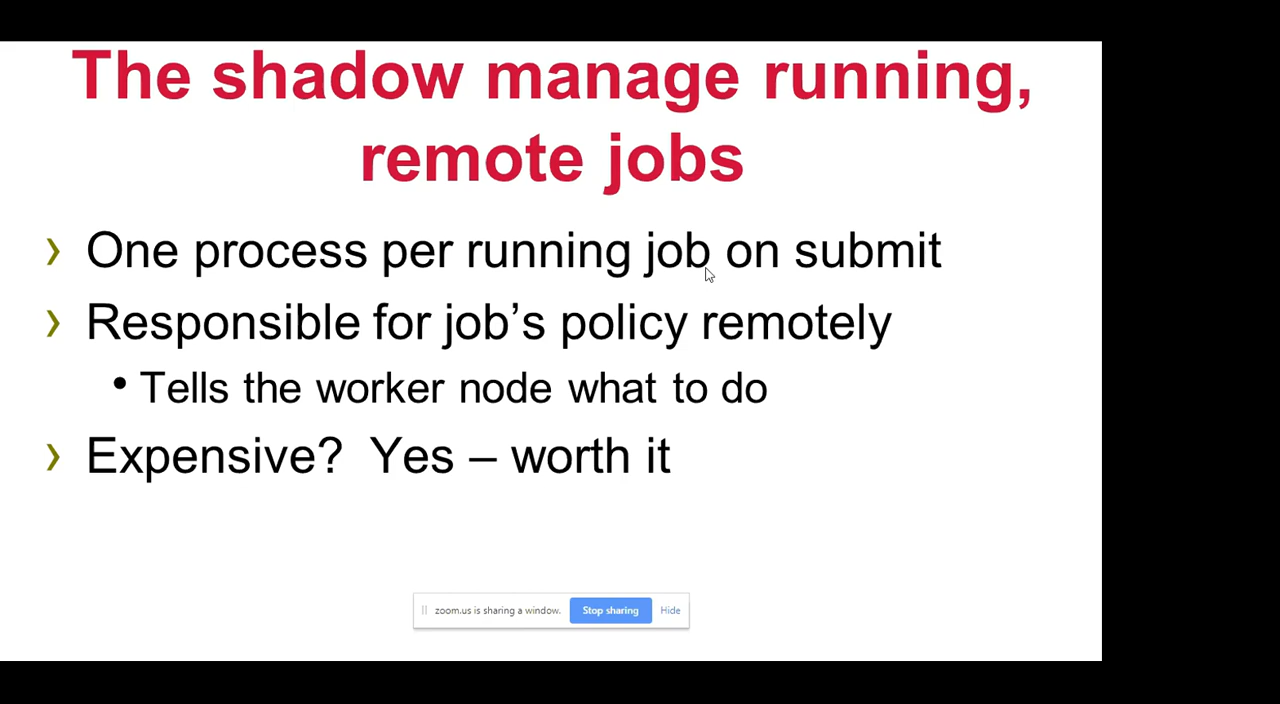 The shadow manage running,
remote jobs
› One process per running job on submit
› Responsible for job’s policy remotely
• Tells the worker node what to do
› Expensive?  Yes – worth it
zoom.us is sharing a window. Stop sharing Hide